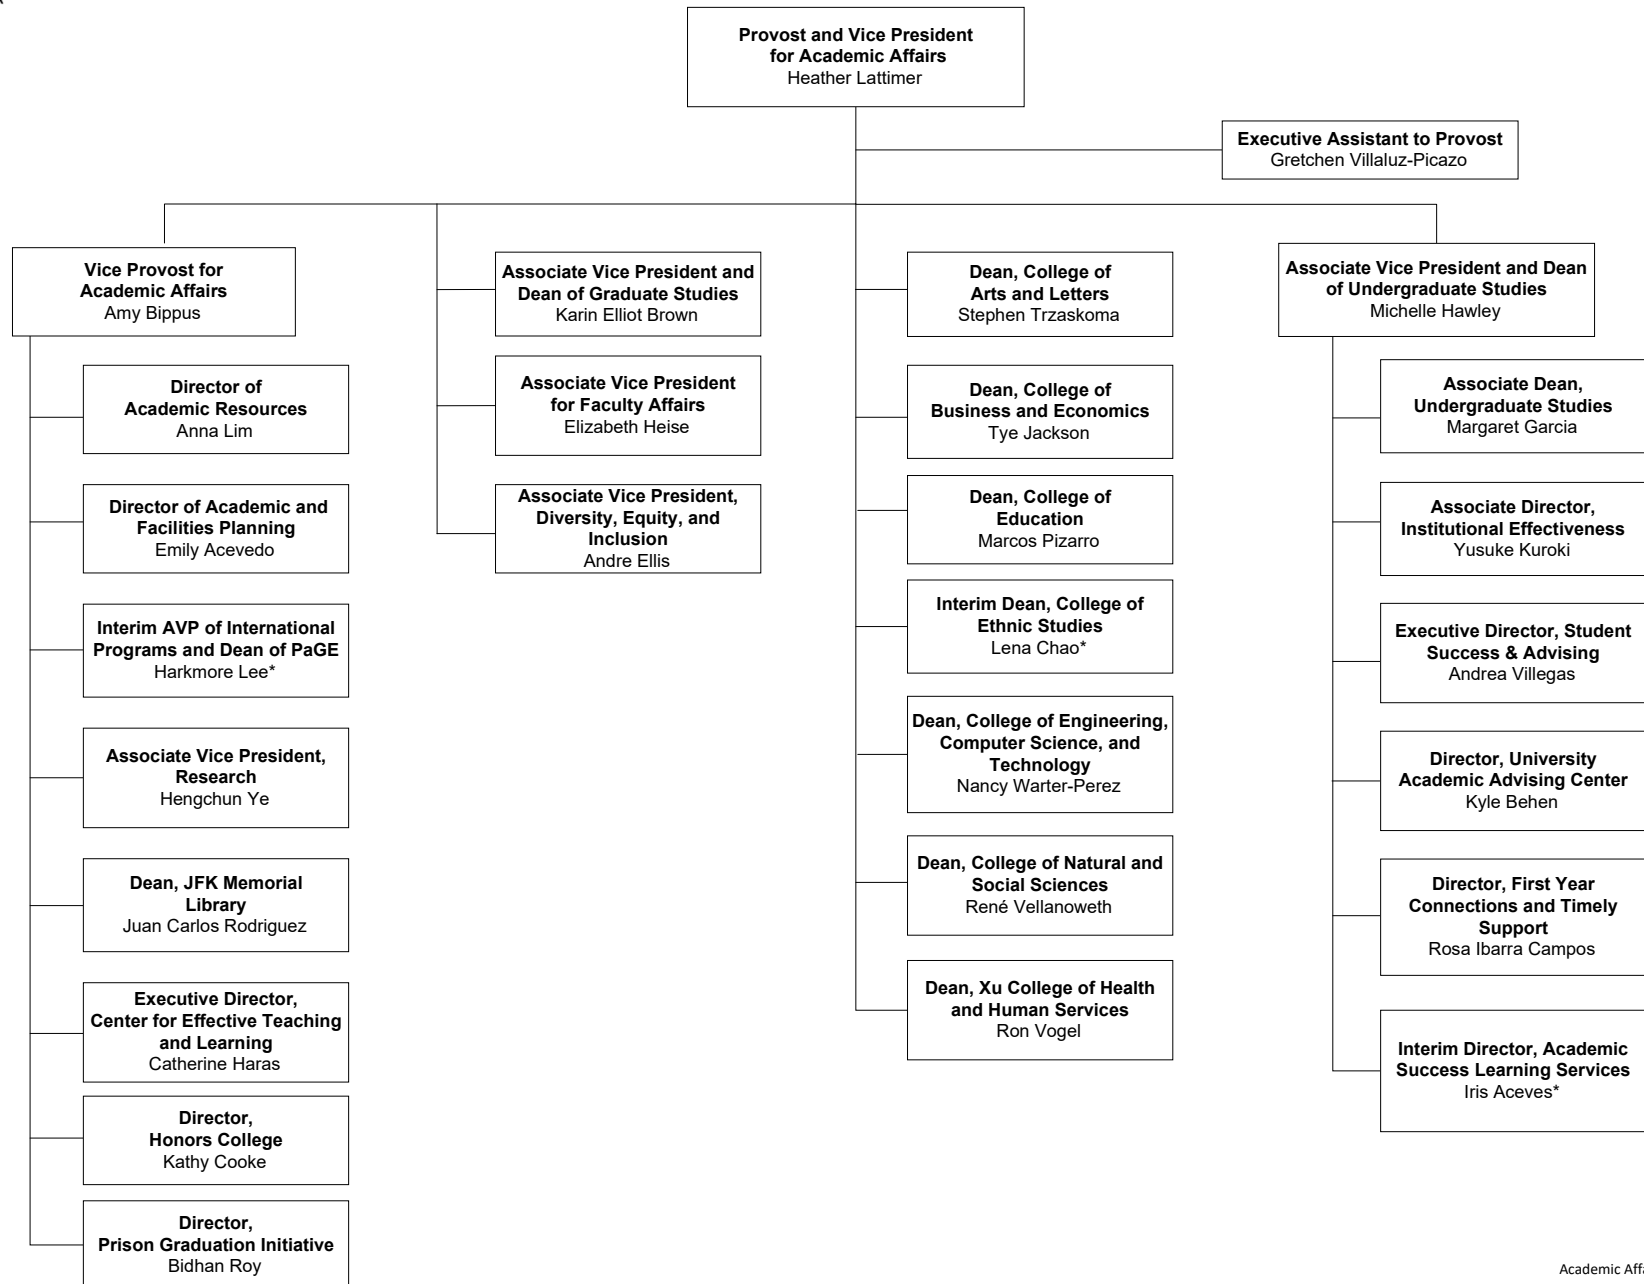 Provost and Vice President
for Academic Affairs
Heather Lattimer
Executive Assistant to Provost
Gretchen Villaluz-Picazo
Vice Provost for
Academic Affairs
Amy Bippus
Director of
Academic Resources
Anna Lim
Director of Academic and
Facilities Planning
Emily Acevedo
Interim AVP of International
Programs and Dean of PaGE
Harkmore Lee*
Associate Vice President,
Research
Hengchun Ye
Dean, JFK Memorial
Library
Juan Carlos Rodriguez
Executive Director,
Center for Effective Teaching
and Learning
Catherine Haras
Director,
Honors College
Kathy Cooke
Director,
Prison Graduation Initiative
Bidhan Roy
Associate Vice President and
Dean of Graduate Studies
Karin Elliot Brown
Associate Vice President
for Faculty Affairs
Elizabeth Heise
Associate Vice President,
Diversity, Equity, and
Inclusion
Andre Ellis
Dean, College of
Arts and Letters
Stephen Trzaskoma
Dean, College of
Business and Economics
Tye Jackson
Dean, College of
Education
Marcos Pizarro
Interim Dean, College of
Ethnic Studies
Lena Chao*
Dean, College of Engineering,
Computer Science, and
Technology
Nancy Warter-Perez
Dean, College of Natural and
Social Sciences
René Vellanoweth
Dean, Xu College of Health
and Human Services
Ron Vogel
Associate Vice President and Dean
of Undergraduate Studies
Michelle Hawley
Associate Dean,
Undergraduate Studies
Margaret Garcia
Associate Director,
Institutional Effectiveness
Yusuke Kuroki
Executive Director, Student
Success & Advising
Andrea Villegas
Director, University
Academic Advising Center
Kyle Behen
Director, First Year
Connections and Timely
Support
Rosa Ibarra Campos
Interim Director, Academic
Success Learning Services
Iris Aceves*
Academic Affa